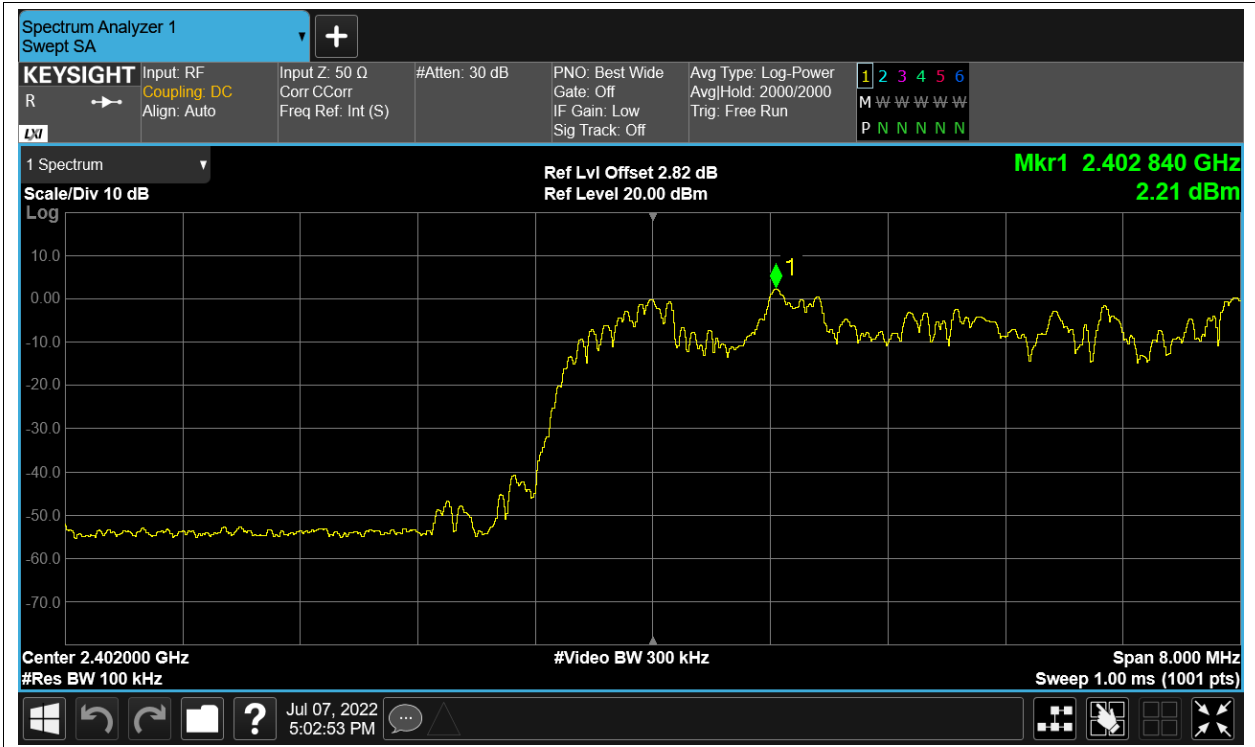 Spectrum Analyzer 1
Swept SA
KEYSIGHT
R
LXI
Input: RF
Coupling: DC
Align: Auto
Input Z: 50 Ω
Corr CCorr
Freq Ref: Int (S)
#Atten: 30 dB
PNO: Best Wide
Gate: Off
IF Gain: Low
Sig Track: Off
Avg Type: Log-Power
Avg|Hold: 2000/2000
Trig: Free Run
1 2 3 4 5 6
M W W W W W
P N N N N N
1 Spectrum
Scale/Div 10 dB
Log
Ref Lvl Offset 2.82 dB
Ref Level 20.00 dBm
Mkr1 2.402 840 GHz
2.21 dBm
10.0
0.00
-10.0
-20.0
-30.0
-40.0
-50.0
-60.0
-70.0
1
Center 2.402000 GHz
#Res BW 100 kHz
#Video BW 300 kHz
Span 8.000 MHz
Sweep 1.00 ms (1001 pts)
?
Jul 07, 2022
5:02:53 PM